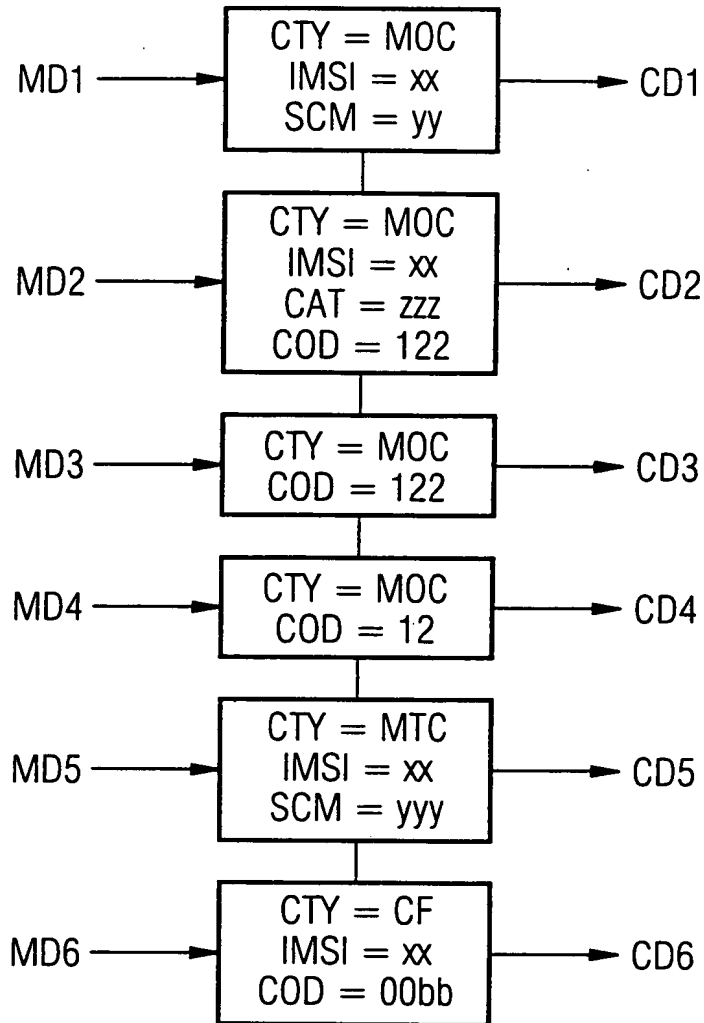 CTY = MOC
MD1 IMSI = xx CD1
SCM = yy
CTY = MOC
IMSI = xx
MD2 CD2
CAT = zzz
COD = 122
CTY = MOC
MD3 CD3
COD = 122
CTY = MOC
MD4 CD4
COD = 12
CTY = MTC
MD5 IMSI = xx CD5
SCM = yyy
CTY = CF
MD6 IMSI = xx CD6
COD = 00bb